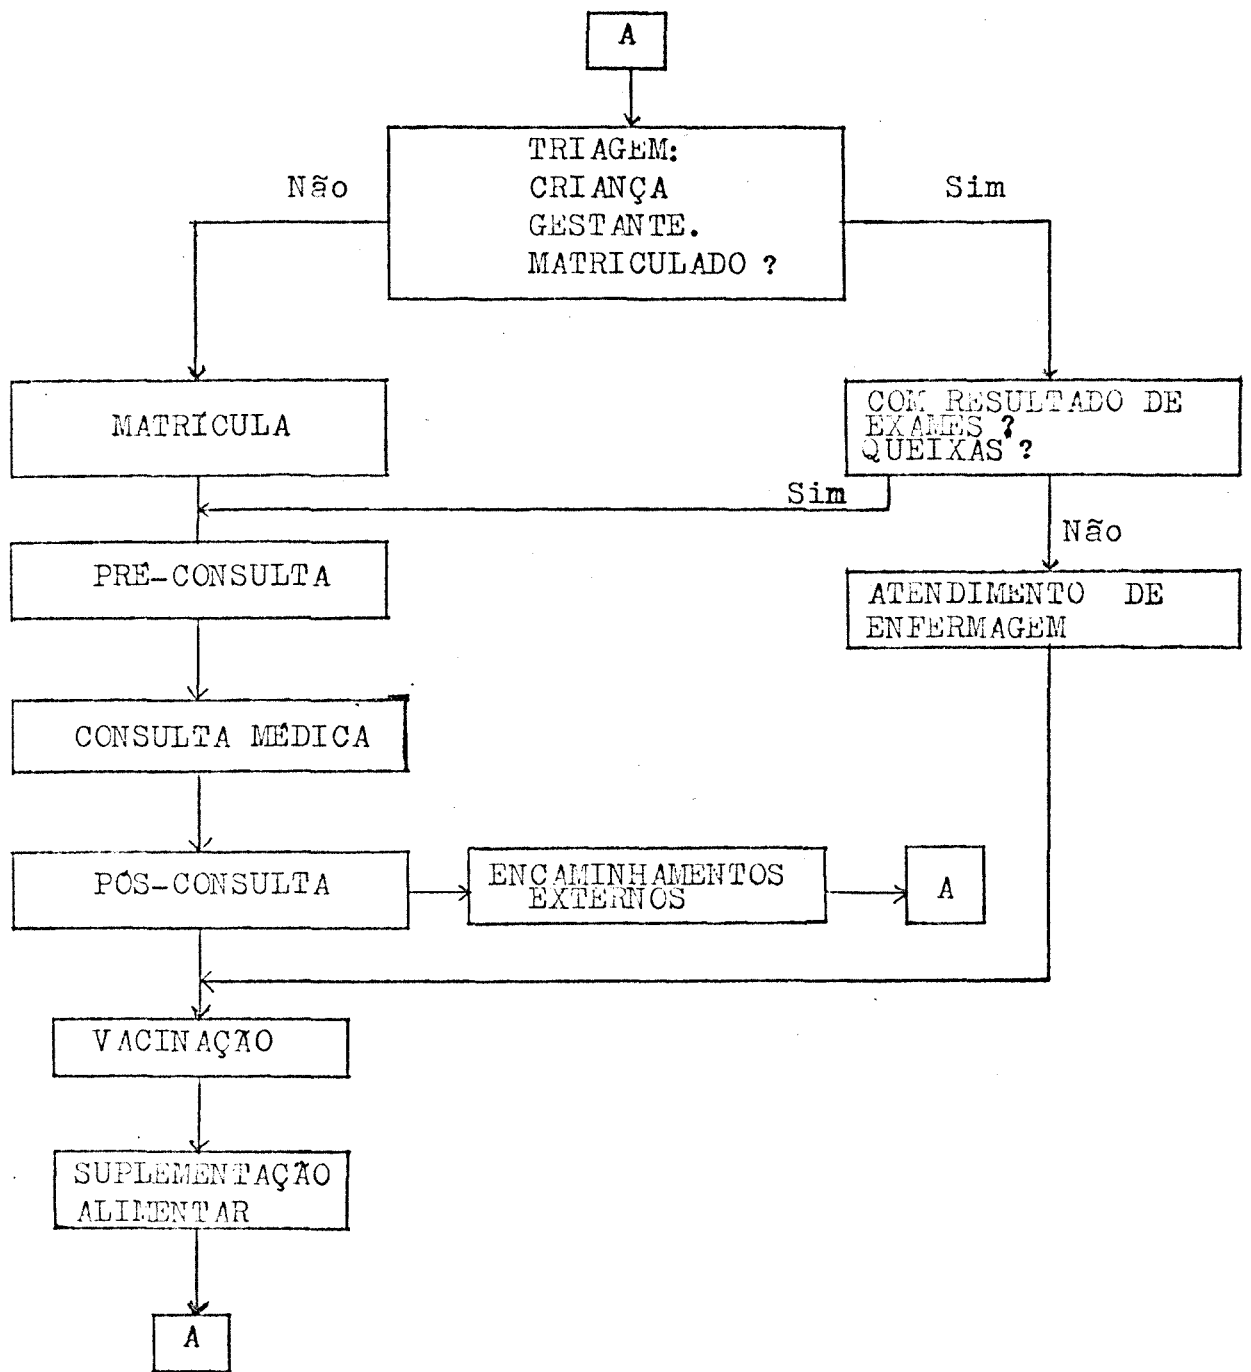 A
TRIAGEM:
CRIANÇA
GESTANTE.
MATRICULADO ?
Não
Sim
MATRÍCULA
COM RESULTADO DE
EXAMES ?
QUEIXAS ?
Sim
Não
PRÉ-CONSULTA
ATENDIMENTO DE
ENFERMAGEM
CONSULTA MÉDICA
PÓS-CONSULTA
ENCAMINHAMENTOS
EXTERNOS
A
VACINAÇÃO
SUPLEMENTAÇÃO
ALIMENTAR
A